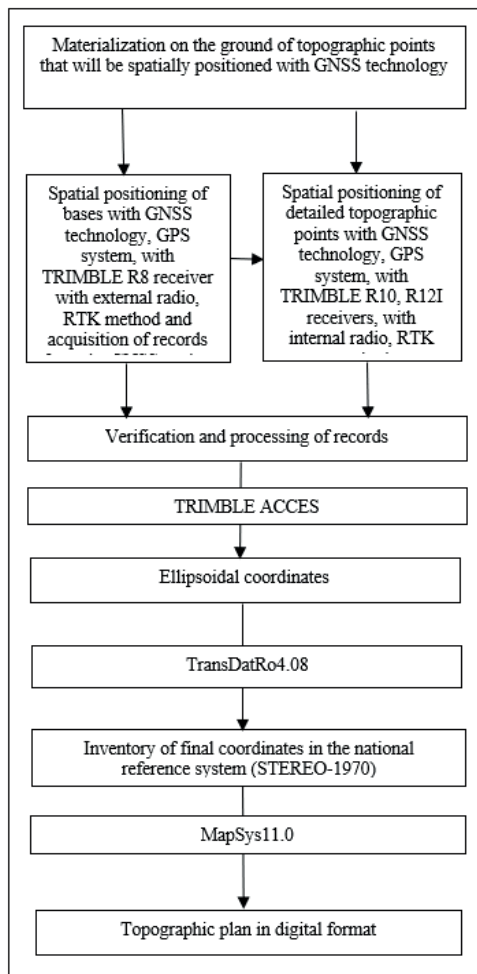 Materialization on the ground of topographic points
that will be spatially positioned with GNSS technology
Spatial positioning of
bases with GNSS
technology, GPS
system, with
TRIMBLE R8 receiver
with external radio,
RTK method and
acquisition of records
Spatial positioning of
detailed topographic
points with GNSS
technology, GPS
system, with
TRIMBLE R10, R12I
receivers, with
internal radio, RTK
Verification and processing of records
TRIMBLE ACCES
Ellipsoidal coordinates
TransDatRo4.08
Inventory of final coordinates in the national
reference system (STEREO-1970)
MapSys11.0
Topographic plan in digital format